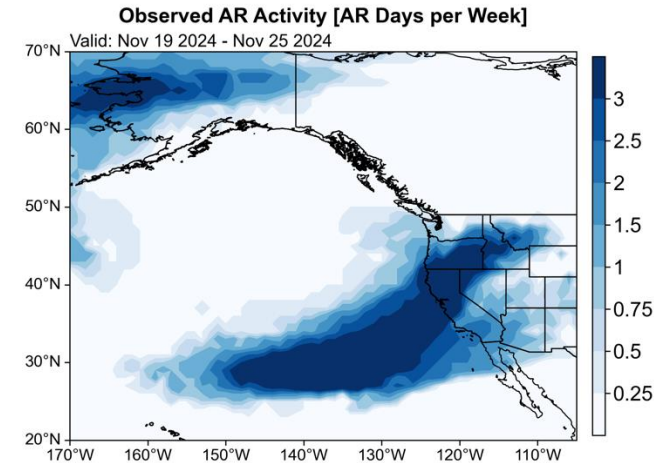 Observed AR Activity [AR Days per Week]
Valid: Nov 19 2024 - Nov 25 2024
70°N
60°N
50°N
40°N
30°N
20°N
170°W 160°W 150°W 140°W 130°W 120°W 110°W
3
2.5
2
1.5
1
0.75
0.5
0.25